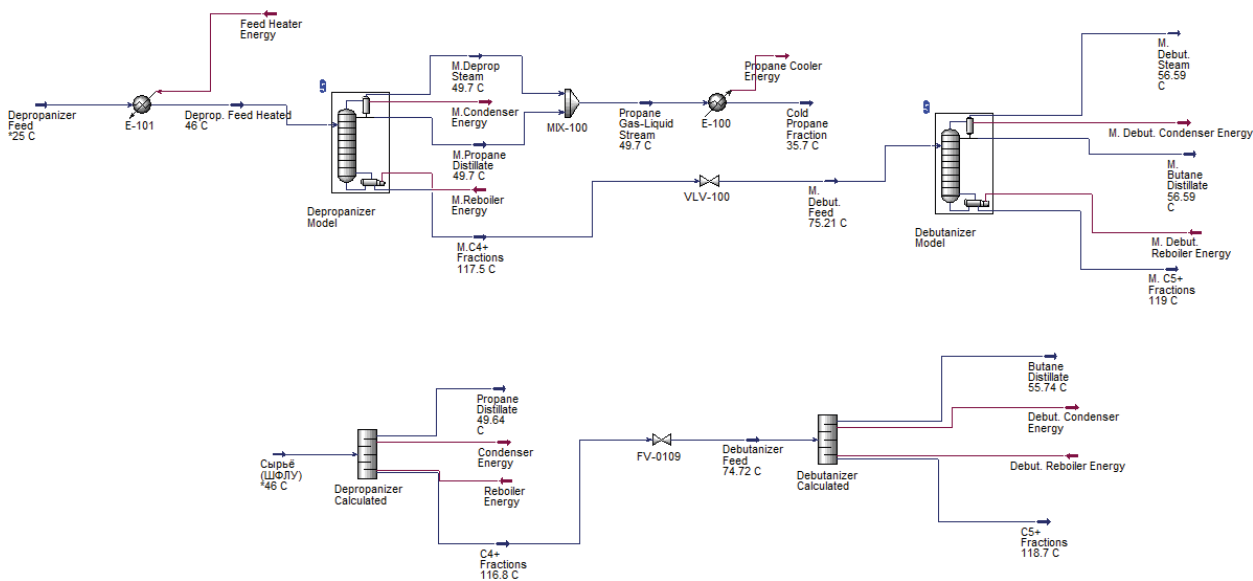 Feed Heater
Energy
Depropanizer
Feed
*25 C
E-101
Deprop. Feed Heated
46 C
Depropanizer
Model
M.Deprop
Steam
49.7 C
M.Condenser
Energy
M.Propane
Distillate
49.7 C
M.Reboiler
Energy
M.C4+
Fractions
117.5 C
MIX-100
Propane
Gas-Liquid
Stream
49.7 C
Propane Cooler
Energy
E-100
Cold
Propane
Fraction
35.7 C
VLV-100
M.
Debut.
Feed
75.21 C
Debutanizer
Model
M.
Debut.
Steam
56.59
C
M. Debut. Condenser Energy
M.
Butane
Distillate
56.59
C
M. Debut.
Reboiler Energy
M. C5+
Fractions
119 C
Сырьё
(ШФЛУ)
*46 C
Depropanizer
Calculated
Propane
Distillate
49.64
C
Condenser
Energy
Reboiler
Energy
C4+
Fractions
116.8 C
FV-0109
Debutanizer
Feed
74.72 C
Debutanizer
Calculated
Butane
Distillate
55.74 C
Debut. Condenser
Energy
Debut. Reboiler Energy
C5+
Fractions
118.7 C